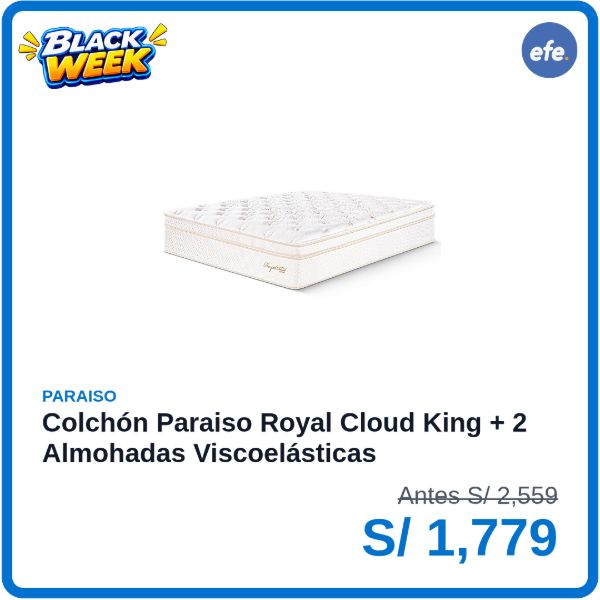 BLACK
WEEK
efe.
PARAISO
Colchón Paraiso Royal Cloud King + 2
Almohadas Viscoelásticas
Antes S/ 2,559
S/ 1,779